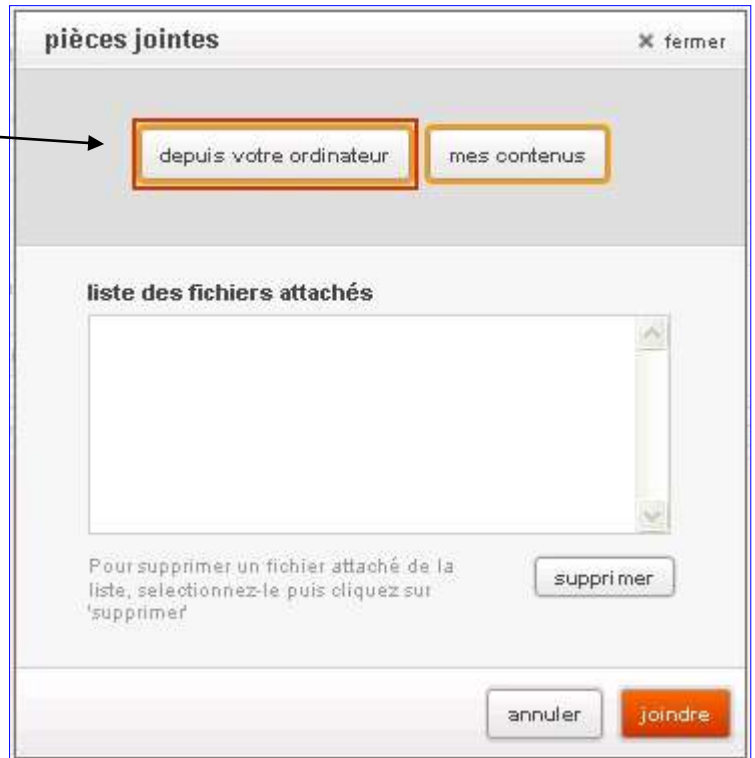 pièces jointes
✖ fermer
depuis votre ordinateur
mes contenus
liste des fichiers attachés
Pour supprimer un fichier attaché de la
liste, selectionnez-le puis cliquez sur
'supprimer'
supprimer
annuler
joindre